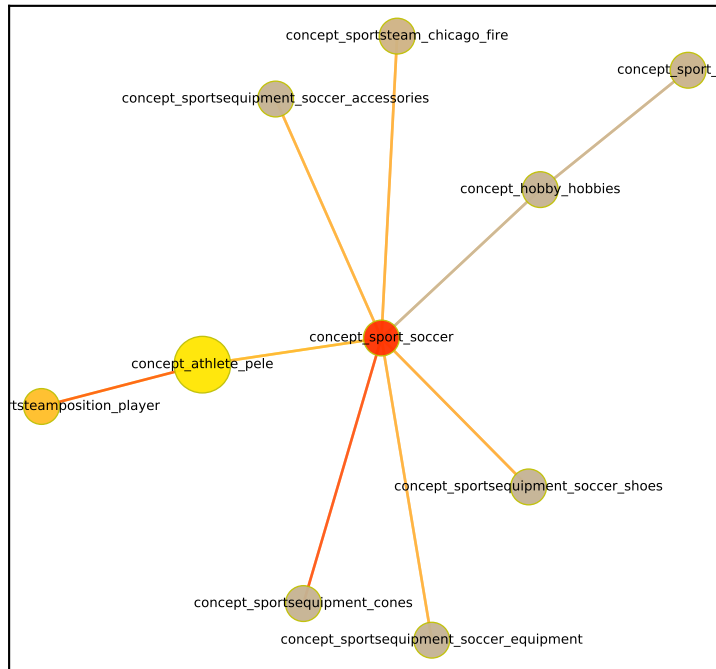 concept_sportsteam_chicago_fire
concept_sport_
concept_sportsequipment_soccer_accessories
concept_hobby_hobbies
concept_sport_soccer
concept_athlete_pele
rtsteamposition_player
concept_sportsequipment_soccer_shoes
concept_sportsequipment_cones
concept_sportsequipment_soccer_equipment